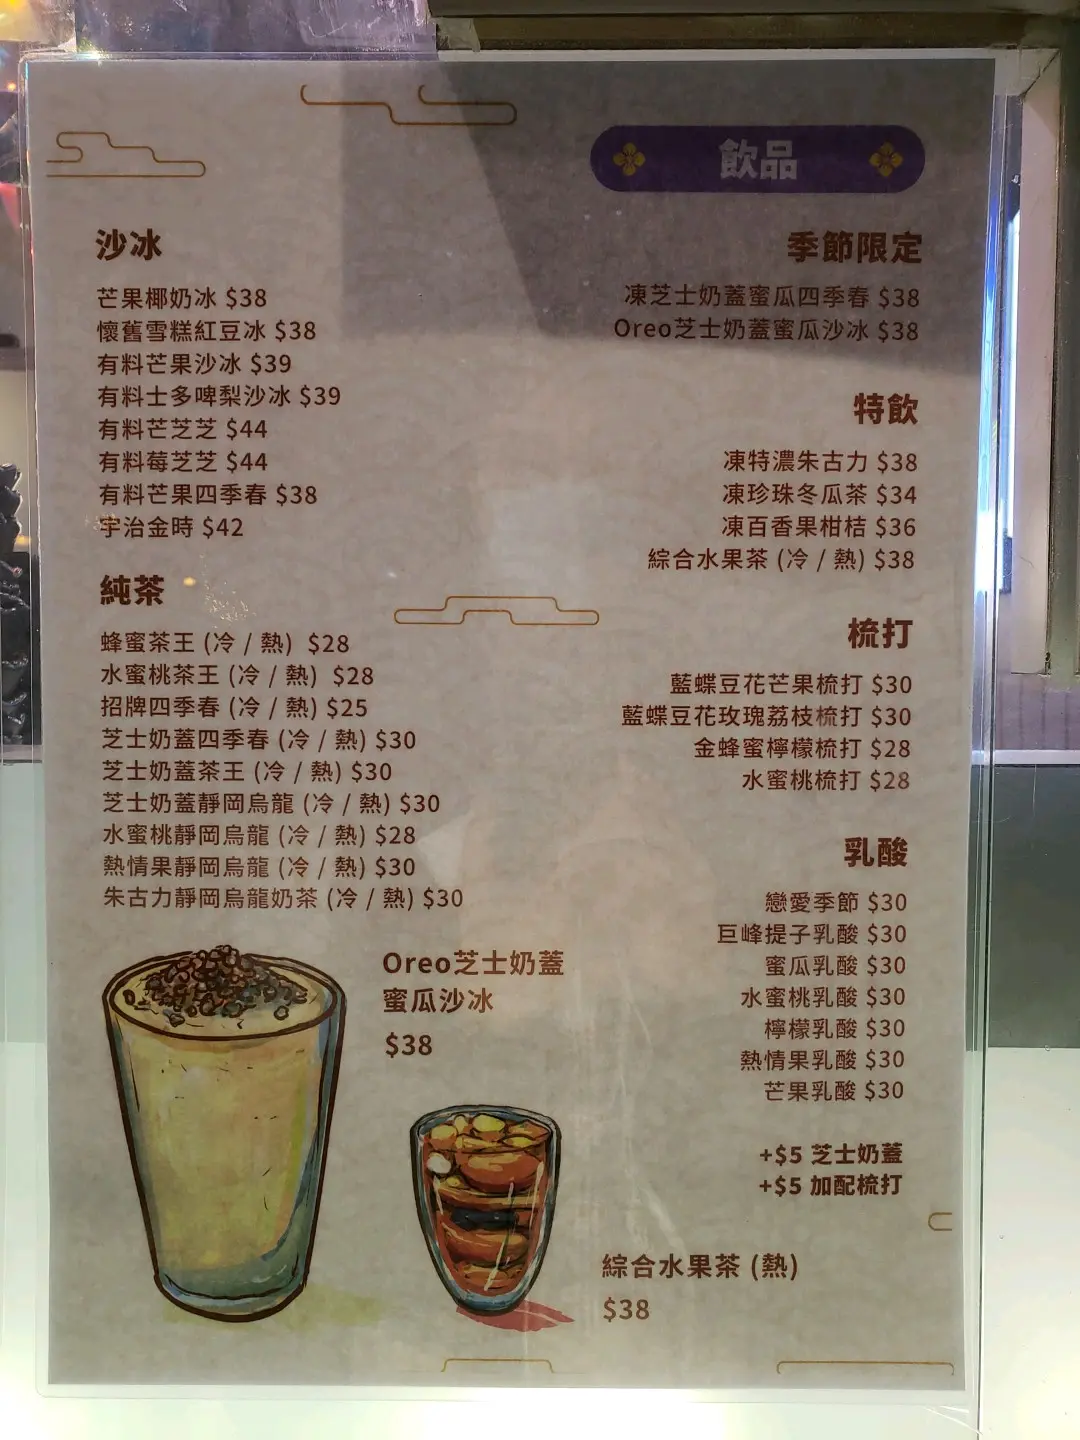 飲品
沙冰
芒果椰奶冰 $38
懷舊雪糕紅豆冰 $38
有料芒果沙冰 $39
有料士多啤梨沙冰 $39
有料芒芝芝 $44
有料莓芝芝 $44
有料芒果四季春 $38
宇治金時 $42
純茶
蜂蜜茶王 (冷 / 熱) $28
水蜜桃茶王 (冷 / 熱) $28
招牌四季春 (冷 / 熱) $25
芝士奶蓋四季春 (冷 / 熱) $30
芝士奶蓋茶王 (冷 / 熱) $30
芝士奶蓋靜岡烏龍 (冷 / 熱) $30
水蜜桃靜岡烏龍 (冷 / 熱) $28
熱情果靜岡烏龍 (冷 / 熱) $30
朱古力靜岡烏龍奶茶 (冷 / 熱) $30
季節限定
凍芝士奶蓋蜜瓜四季春 $38
Oreo芝士奶蓋蜜瓜沙冰 $38
特飲
凍特濃朱古力 $38
凍珍珠冬瓜茶 $34
凍百香果柑桔 $36
綜合水果茶 (冷 / 熱) $38
梳打
藍蝶豆花芒果梳打 $30
藍蝶豆花玫瑰荔枝梳打 $30
金蜂蜜檸檬梳打 $28
水蜜桃梳打 $28
乳酸
戀愛季節 $30
巨峰提子乳酸 $30
蜜瓜乳酸 $30
水蜜桃乳酸 $30
檸檬乳酸 $30
熱情果乳酸 $30
芒果乳酸 $30
+$5 芝士奶蓋
+$5 加配梳打
Oreo芝士奶蓋
蜜瓜沙冰
$38
綜合水果茶 (熱)
$38